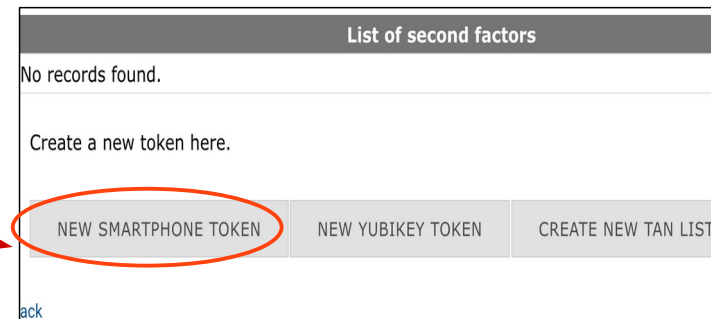 List of second factors
No records found.
Create a new token here.
NEW SMARTPHONE TOKEN NEW YUBIKEY TOKEN CREATE NEW TAN LIST
ack